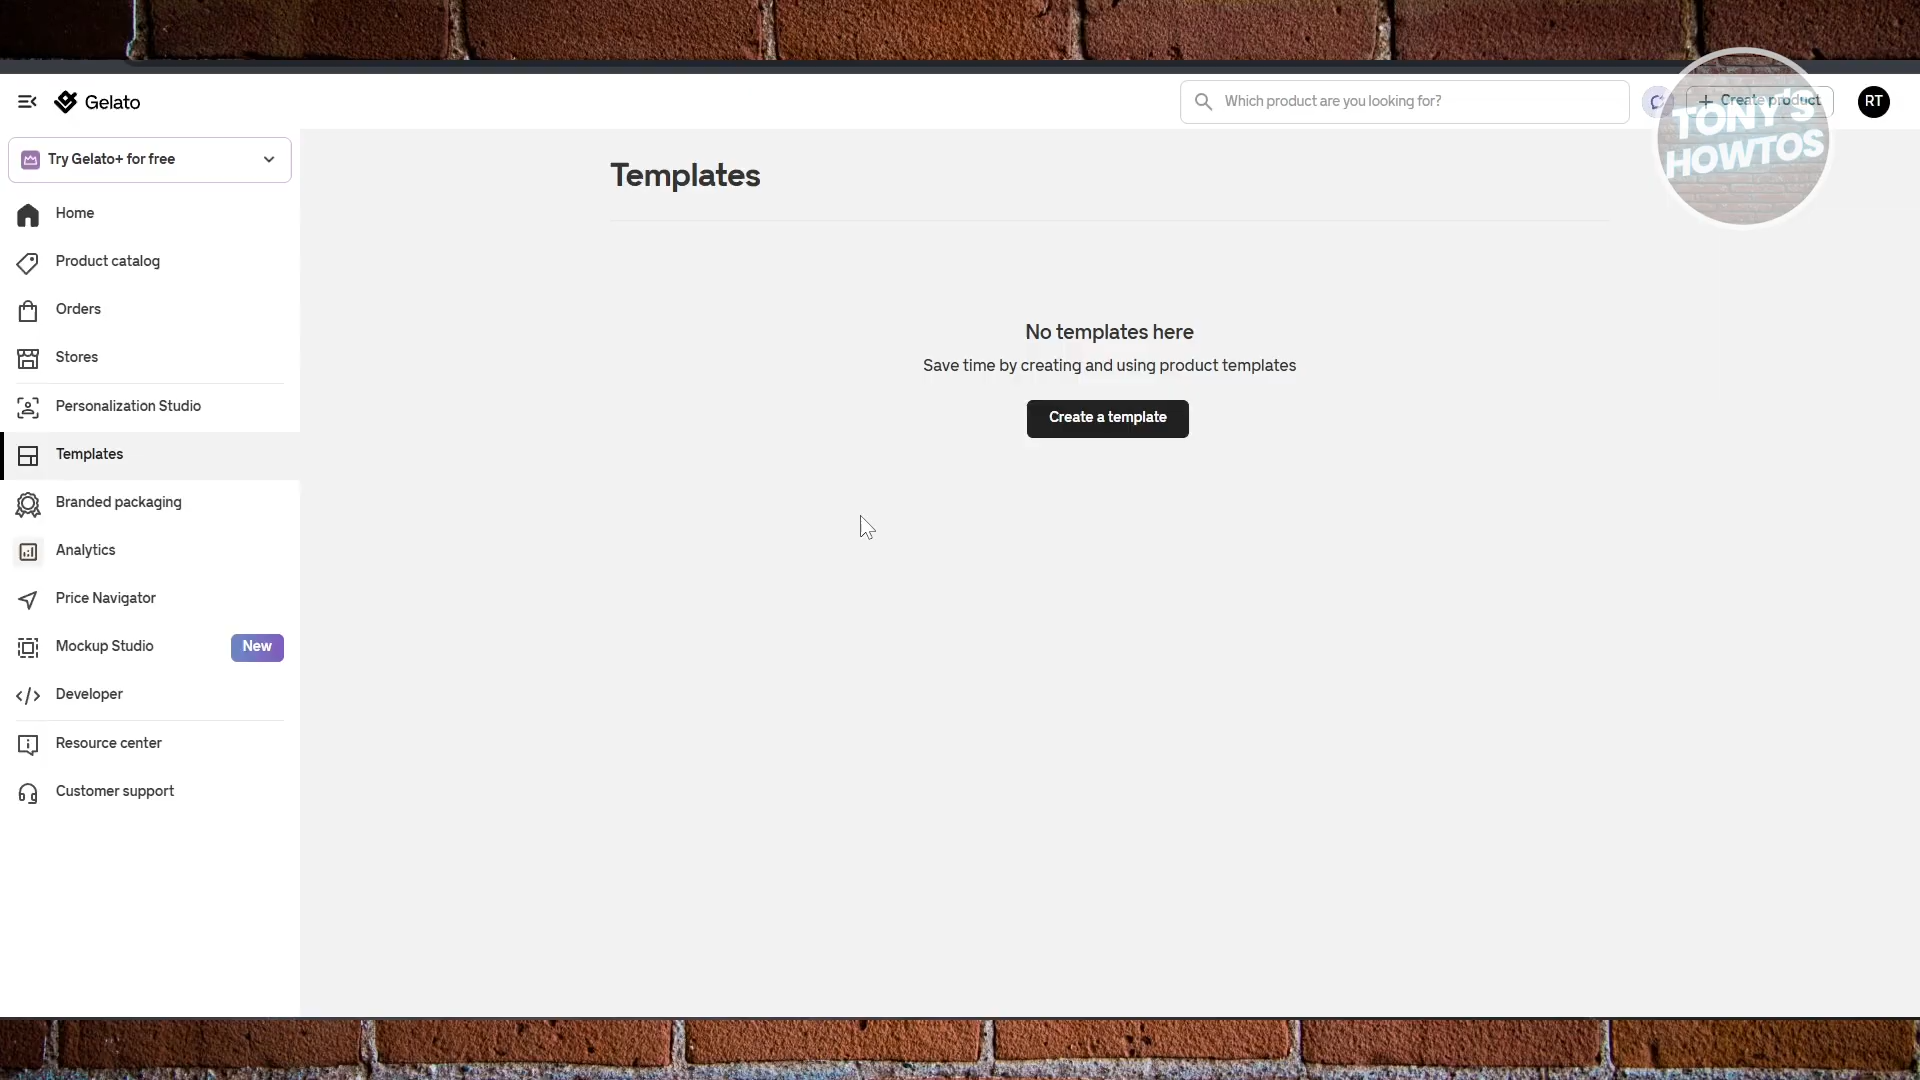 Gelato
Which product are you looking for?
Create product
RT
TONY'S
HOWTOS
Try Gelato+ for free
Home
Product catalog
Orders
Stores
Personalization Studio
Templates
Branded packaging
Analytics
Price Navigator
Mockup Studio
New
Developer
Resource center
Customer support
Templates
No templates here
Save time by creating and using product templates
Create a template